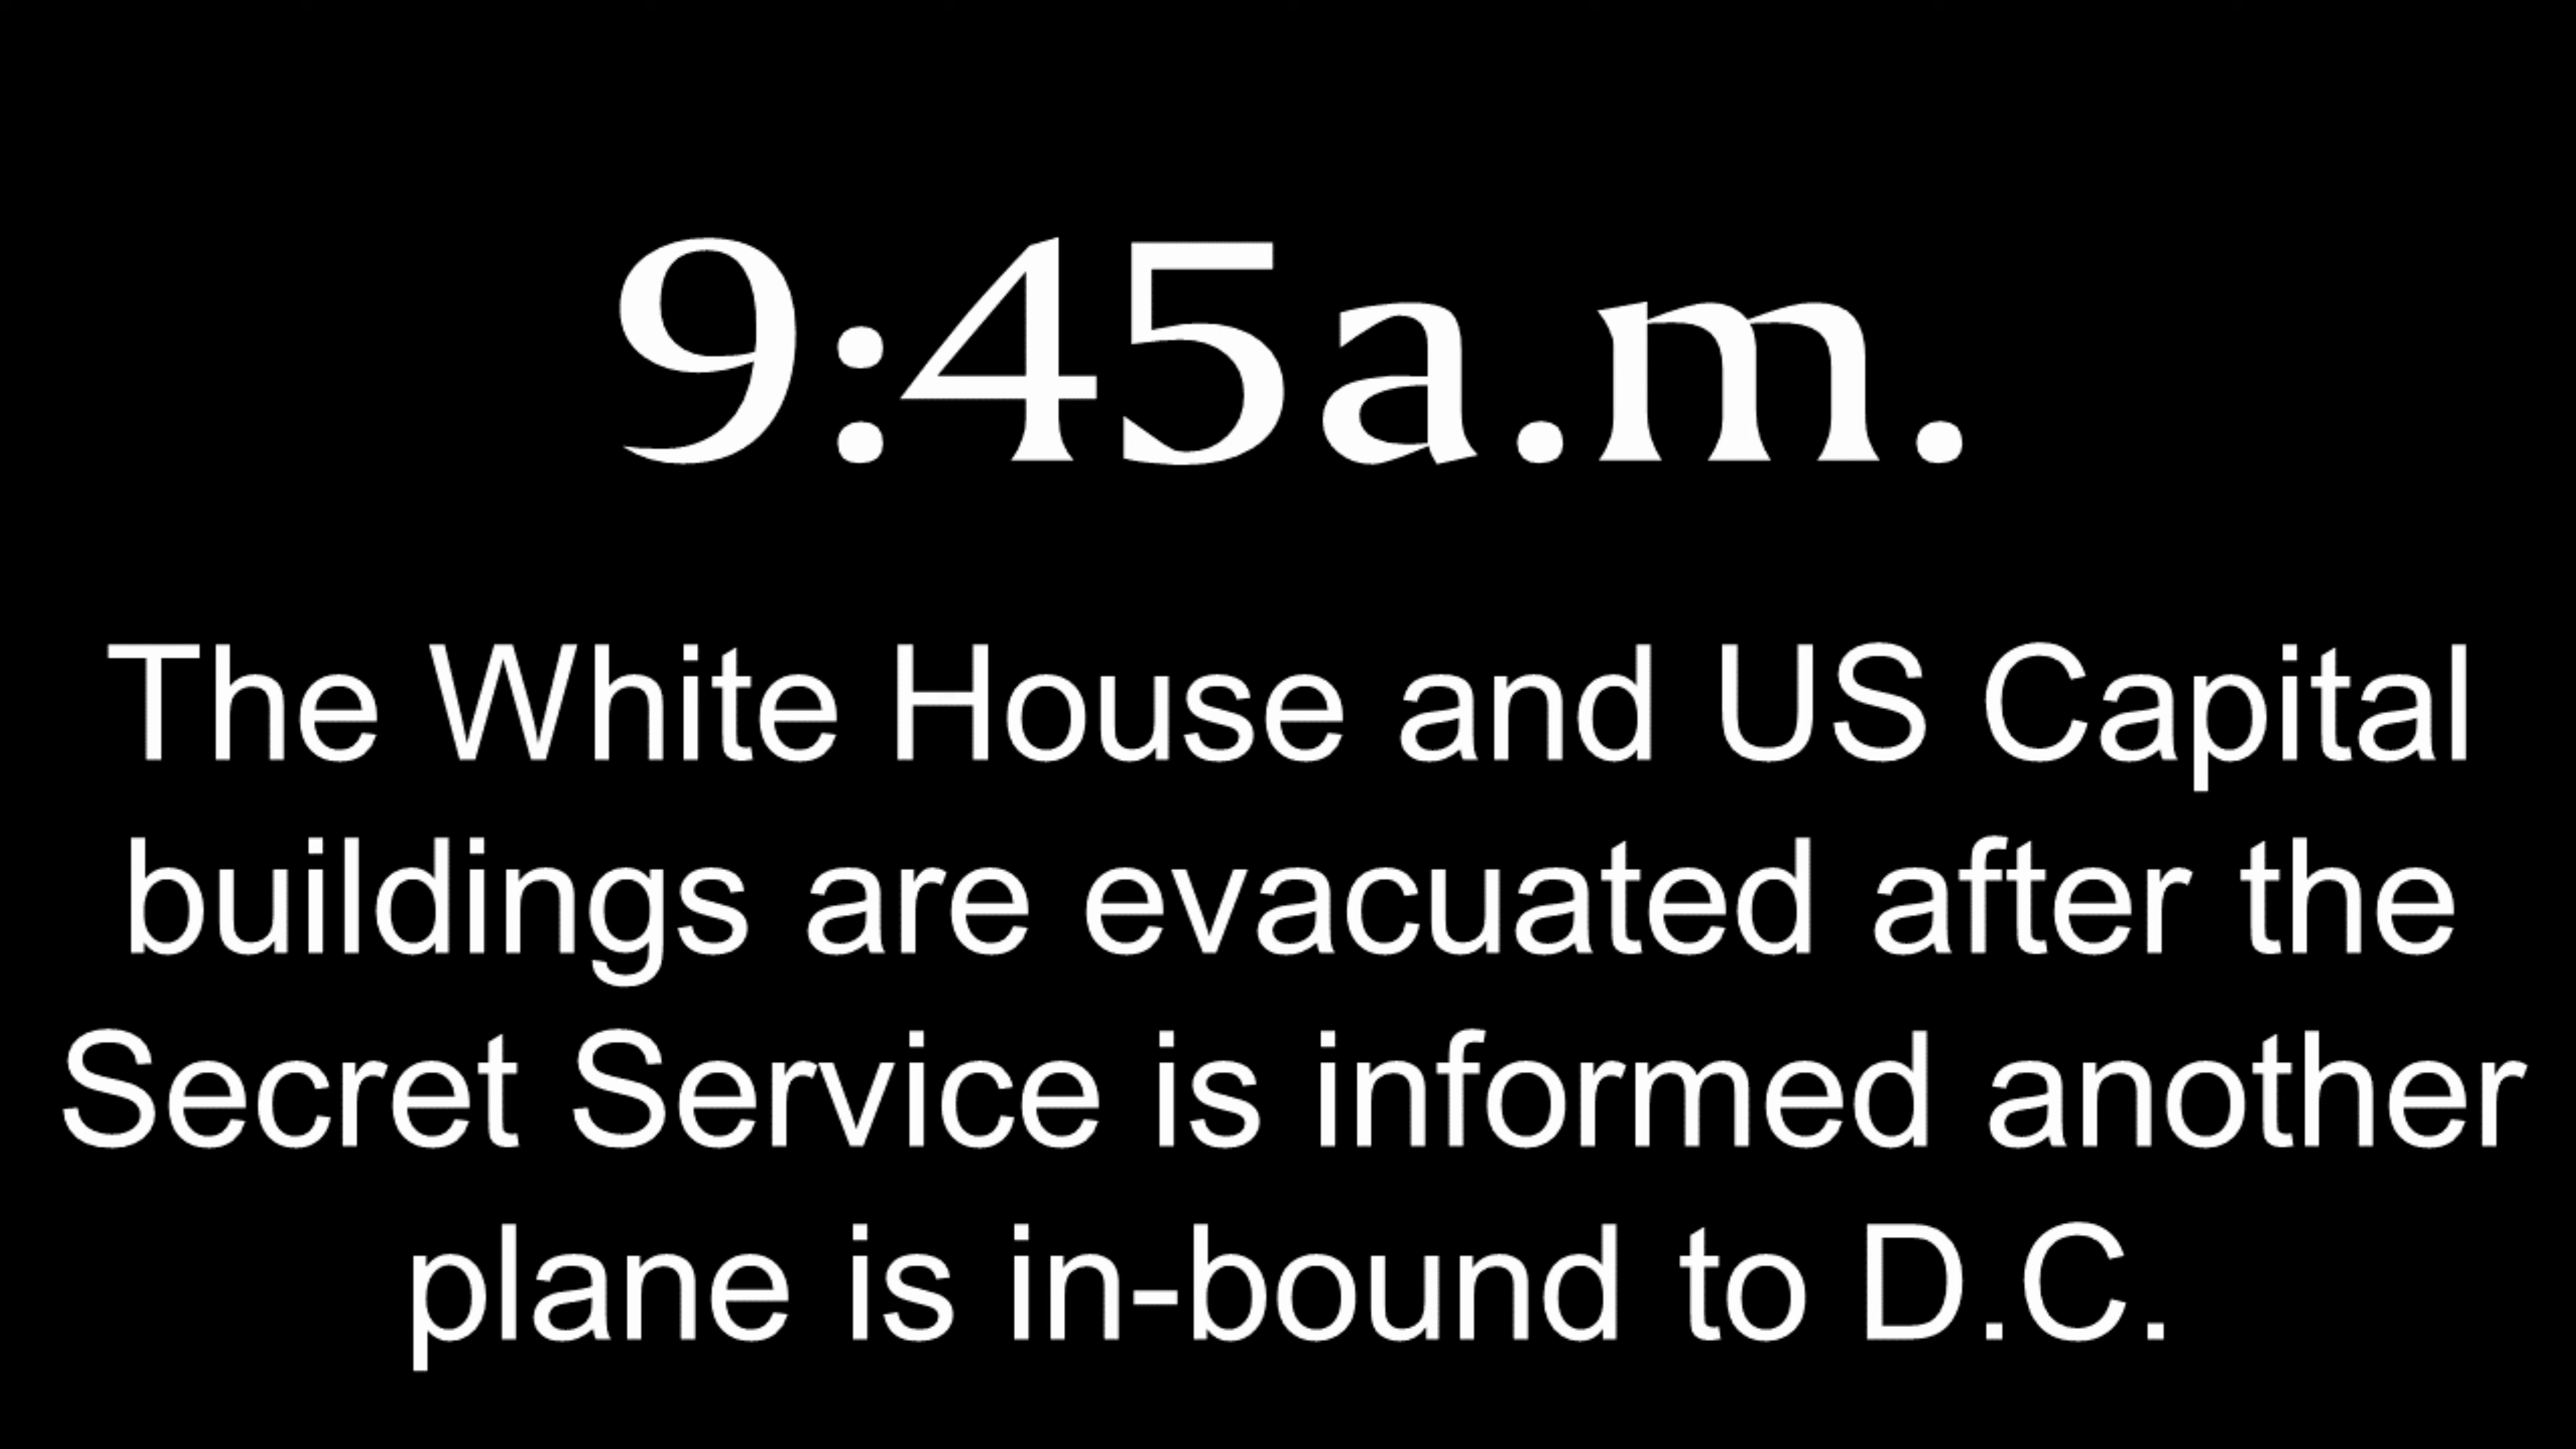 9:45a.m.
The White House and US Capital
buildings are evacuated after the
Secret Service is informed another
plane is in-bound to D.C.